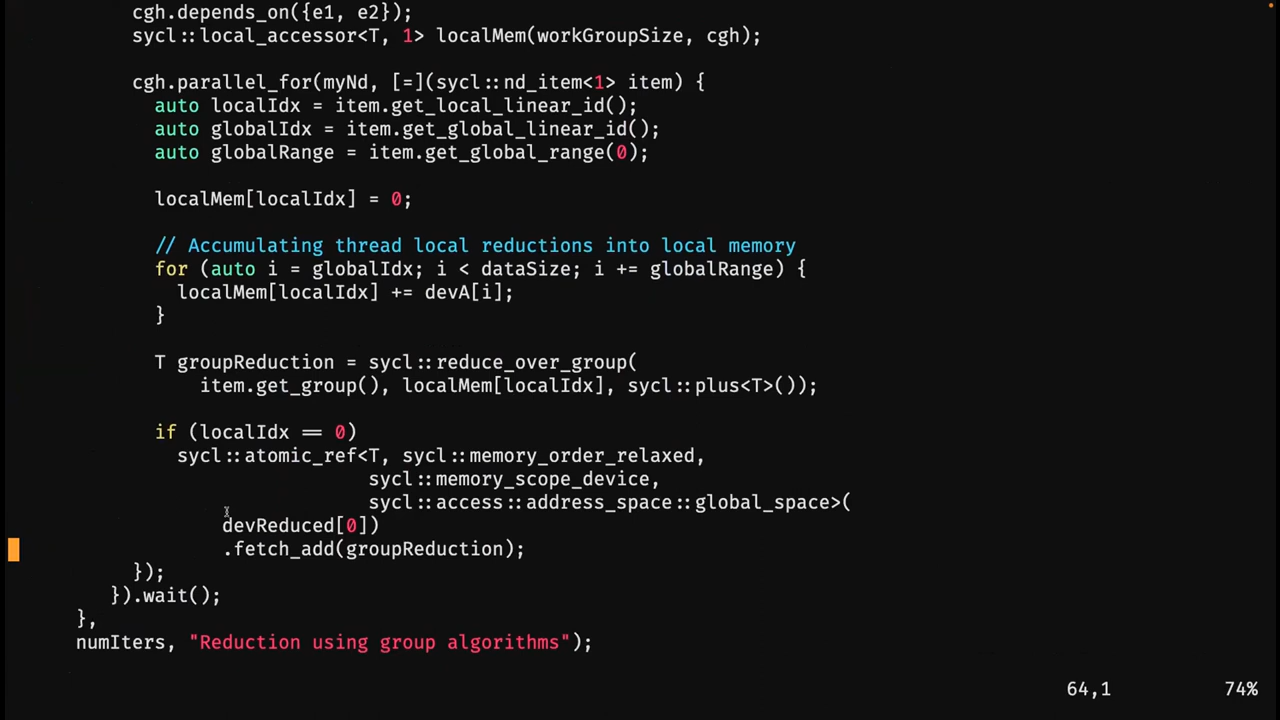 cgh.depends_on({e1, e2});
sycl::local_accessor<T, 1> localMem(workGroupSize, cgh);
cgh.parallel_for(myNd, [=](sycl::nd_item<1> item) {
auto localIdx = item.get_local_linear_id();
auto globalIdx = item.get_global_linear_id();
auto globalRange = item.get_global_range(0);
localMem[localIdx] = 0;
// Accumulating thread local reductions into local memory
for (auto i = globalIdx; i < dataSize; i += globalRange) {
localMem[localIdx] += devA[i];
}
T groupReduction = sycl::reduce_over_group(
item.get_group(), localMem[localIdx], sycl::plus<T>());
if (localIdx == 0)
sycl::atomic_ref<T, sycl::memory_order_relaxed,
sycl::memory_scope_device,
sycl::access::address_space::global_space>(
devReduced[0])
.fetch_add(groupReduction);
});
}).wait();
},
numIters, "Reduction using group algorithms");
64,1 74%